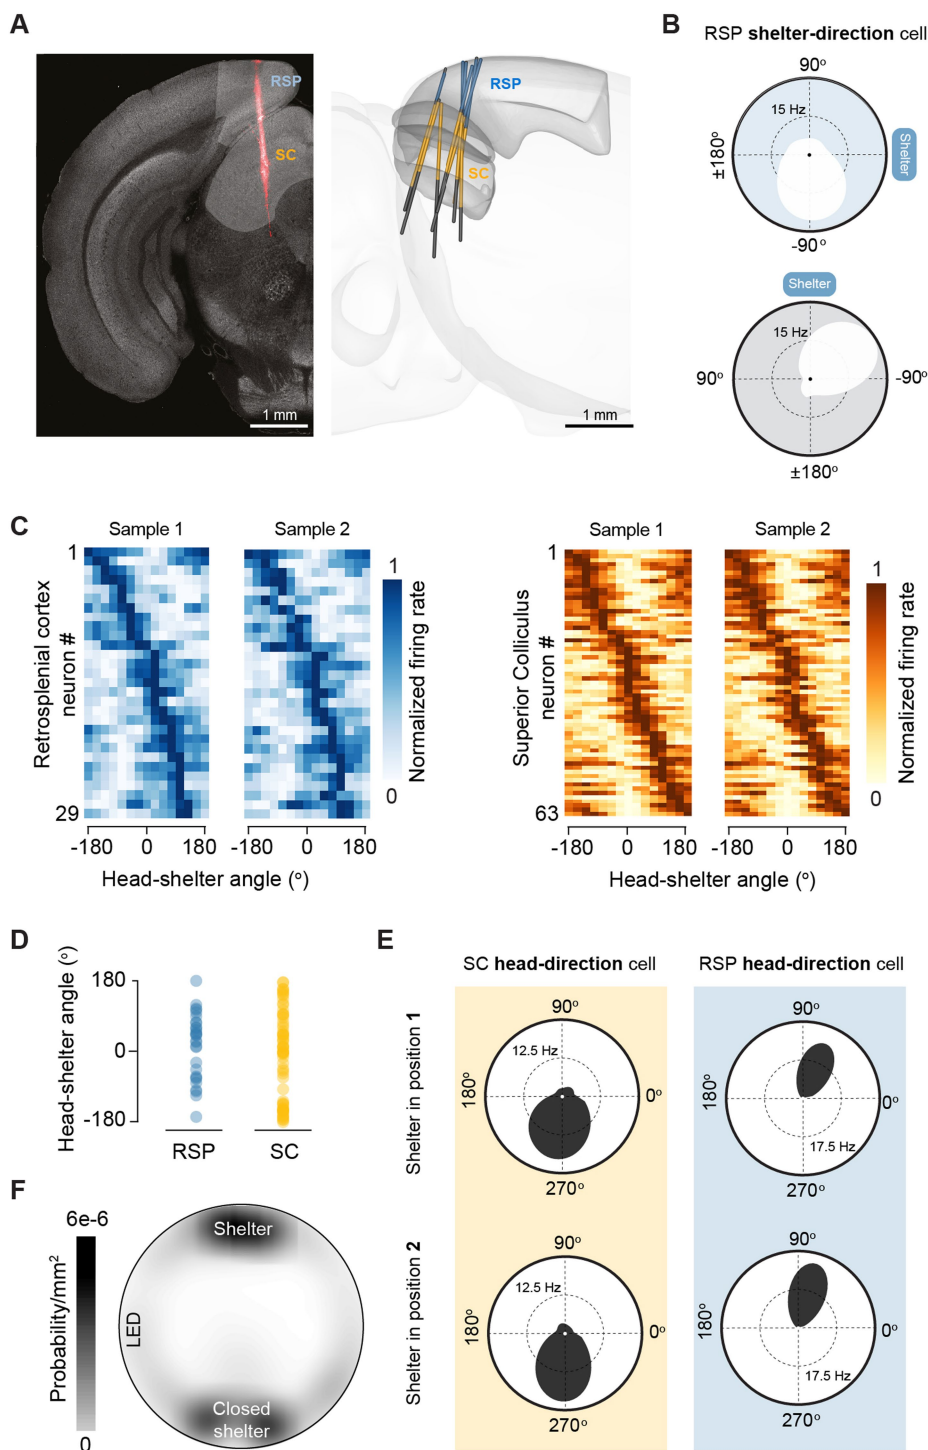 A
RSP
SC
1 mm
RSP
SC
1 mm
B
RSP shelter-direction cell
90°
15 Hz
±180°
Shelter
-90°
Shelter
15 Hz
90°
-90°
±180°
C
Sample 1
Sample 2
1
29
Retrosplenial cortex
neuron #
1
0
Normalized firing rate
-180 0 180
-180 0 180
Head-shelter angle (°)
Sample 1
Sample 2
1
63
Superior Colliculus
neuron #
1
0
Normalized firing rate
-180 0 180
-180 0 180
Head-shelter angle (°)
D
Head-shelter angle (°)
180
0
-180
RSP
SC
E
SC head-direction cell
RSP head-direction cell
Shelter in position 1
90°
12.5 Hz
180°
0°
270°
90°
180°
0°
17.5 Hz
270°
Shelter in position 2
90°
12.5 Hz
180°
0°
270°
90°
180°
0°
17.5 Hz
270°
F
6e-6
Probability/mm²
0
Shelter
LED
Closed
shelter